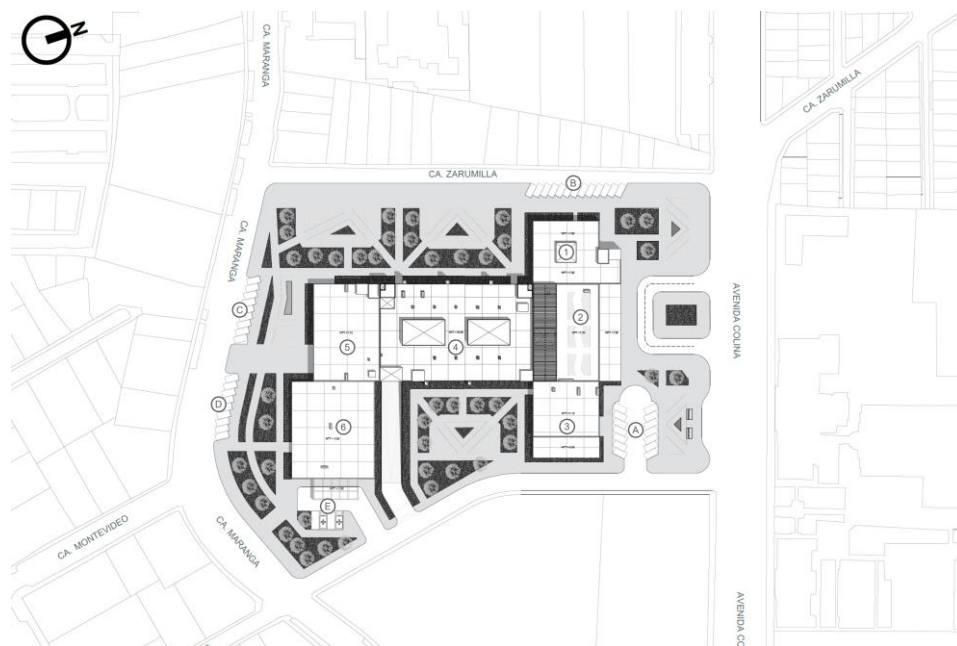 N
CA. MARANGA
CA. ZARUMILLA
CA. ZARUMILLA
B
1
CA. MARANGA
C
2
AVENIDA COLINA
5
4
D
6
3
A
E
CA. MONTEVIDEO
CA. MARANGA
AVENIDA CO